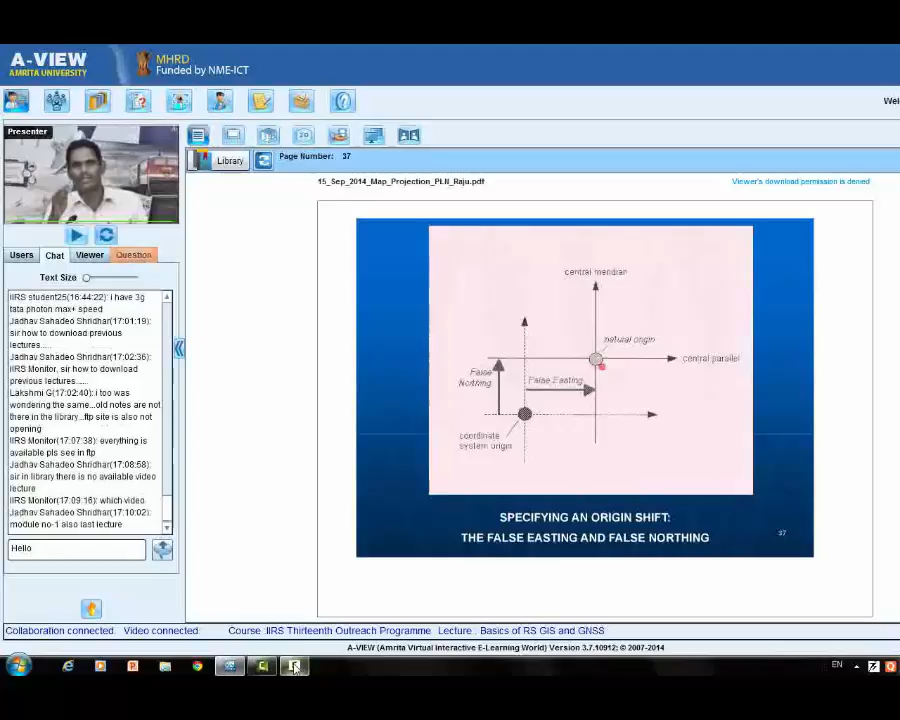 A-VIEW
AMRITA UNIVERSITY
MHRD
Funded by NME-ICT
Wel
Presenter
Library
Page Number: 37
15_Sep_2014_Map_Projection_PLN_Raju.pdf
Viewer's download permission is denied
Users
Chat
Viewer
Question
Text Size
IIRS student25(16:44:22): i have 3g
tata photon max+ speed
Jadhav Sahadeo Shridhar(17:01:19):
sir how to download previous
lectures.....
Jadhav Sahadeo Shridhar(17:02:36):
IIRS Monitor, sir how to download
previous lectures.....
Lakshmi G(17:02:40): i too was
wondering the same...old notes are not
there in the library...ftp site is also not
opening
IIRS Monitor(17:07:38): everything is
available pls see in ftp
Jadhav Sahadeo Shridhar(17:08:58):
sir in library there is no available video
lecture
IIRS Monitor(17:09:16): which video
Jadhav Sahadeo Shridhar(17:10:02):
module no-1 also last lecture
Hello
central meridian
natural origin
central parallel
False
Northing
False Easting
coordinate
system origin
SPECIFYING AN ORIGIN SHIFT:
THE FALSE EASTING AND FALSE NORTHING
37
Collaboration connected. Video connected. Course :IIRS Thirteenth Outreach Programme Lecture : Basics of RS GIS and GNSS
A-VIEW (Amrita Virtual Interactive E-Learning World) Version 3.7.10912; © 2007-2014
EN